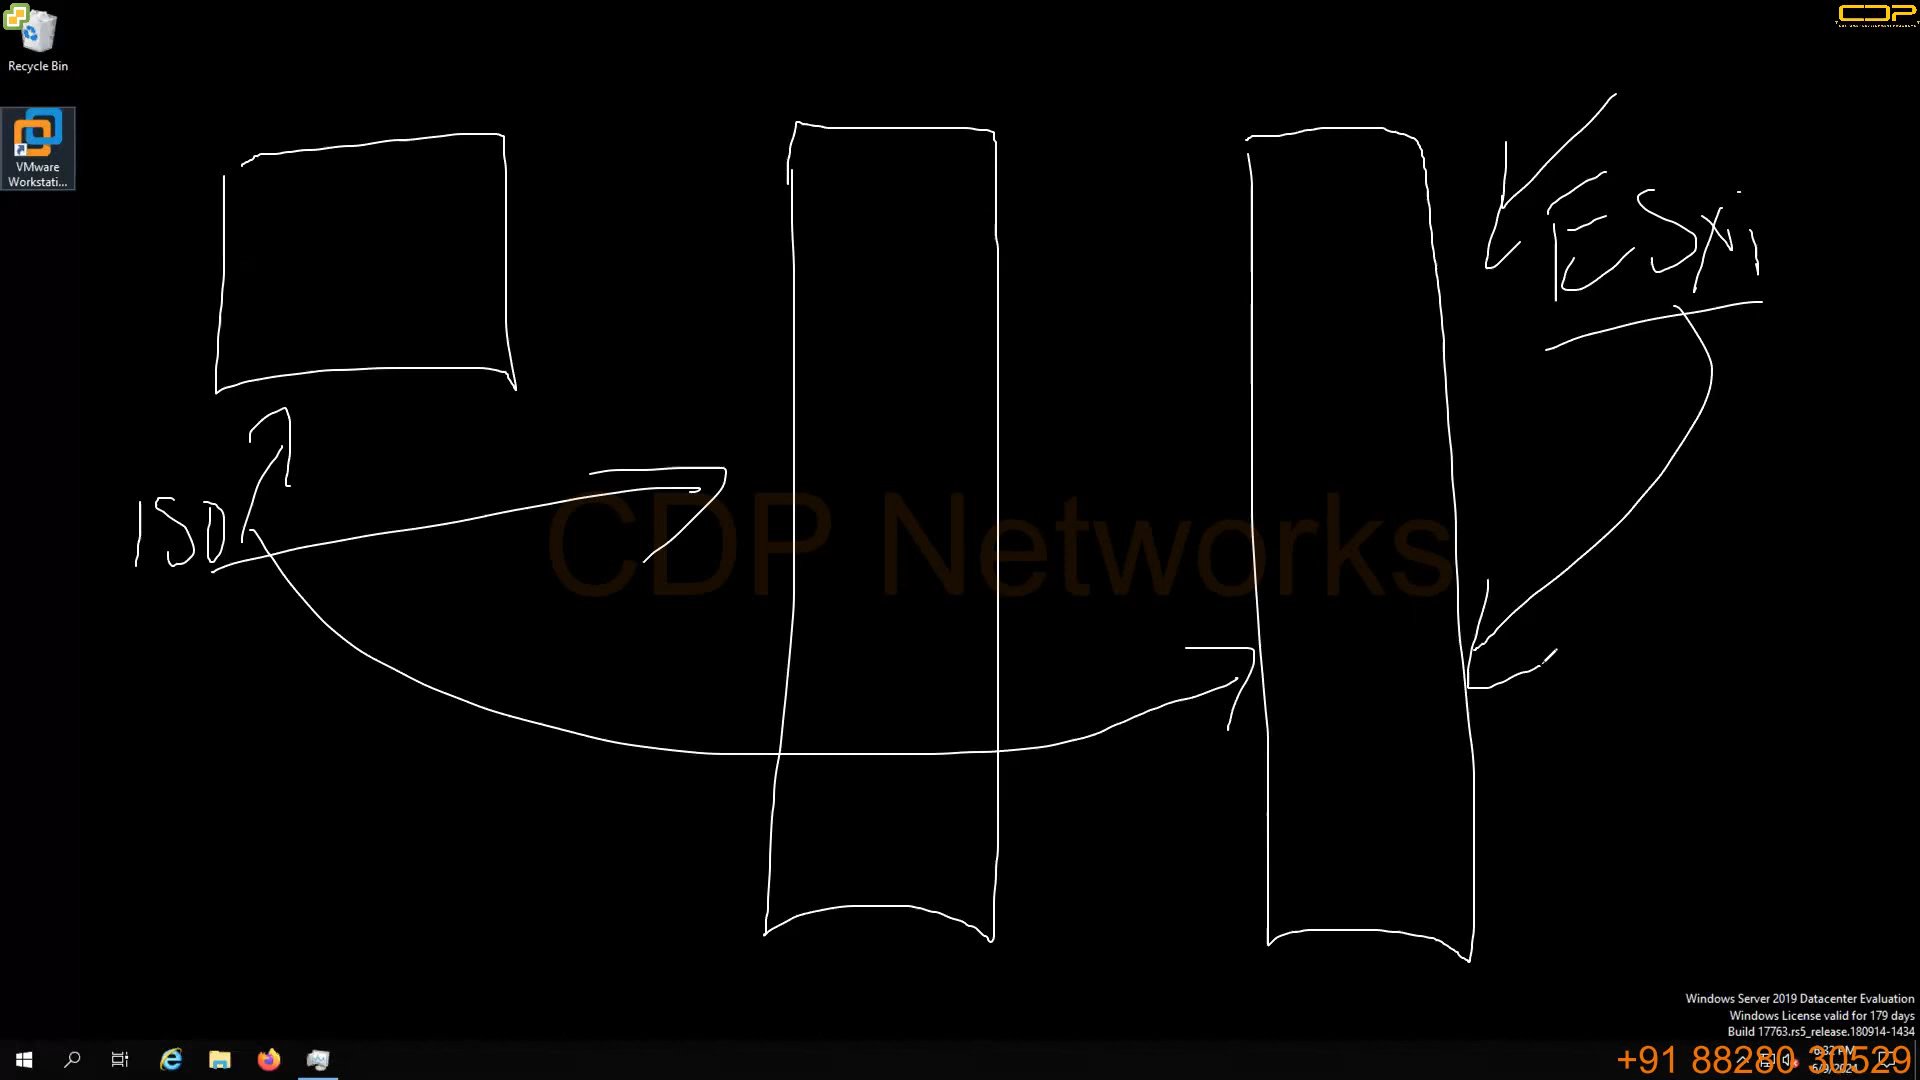 CDP
Recycle Bin
VMware
Workstati...
ESXi
ISO
CDP Networks
Windows Server 2019 Datacenter Evaluation
Windows License valid for 179 days
Build 17763.rs5_release.180914-1434
+91 88280 30529